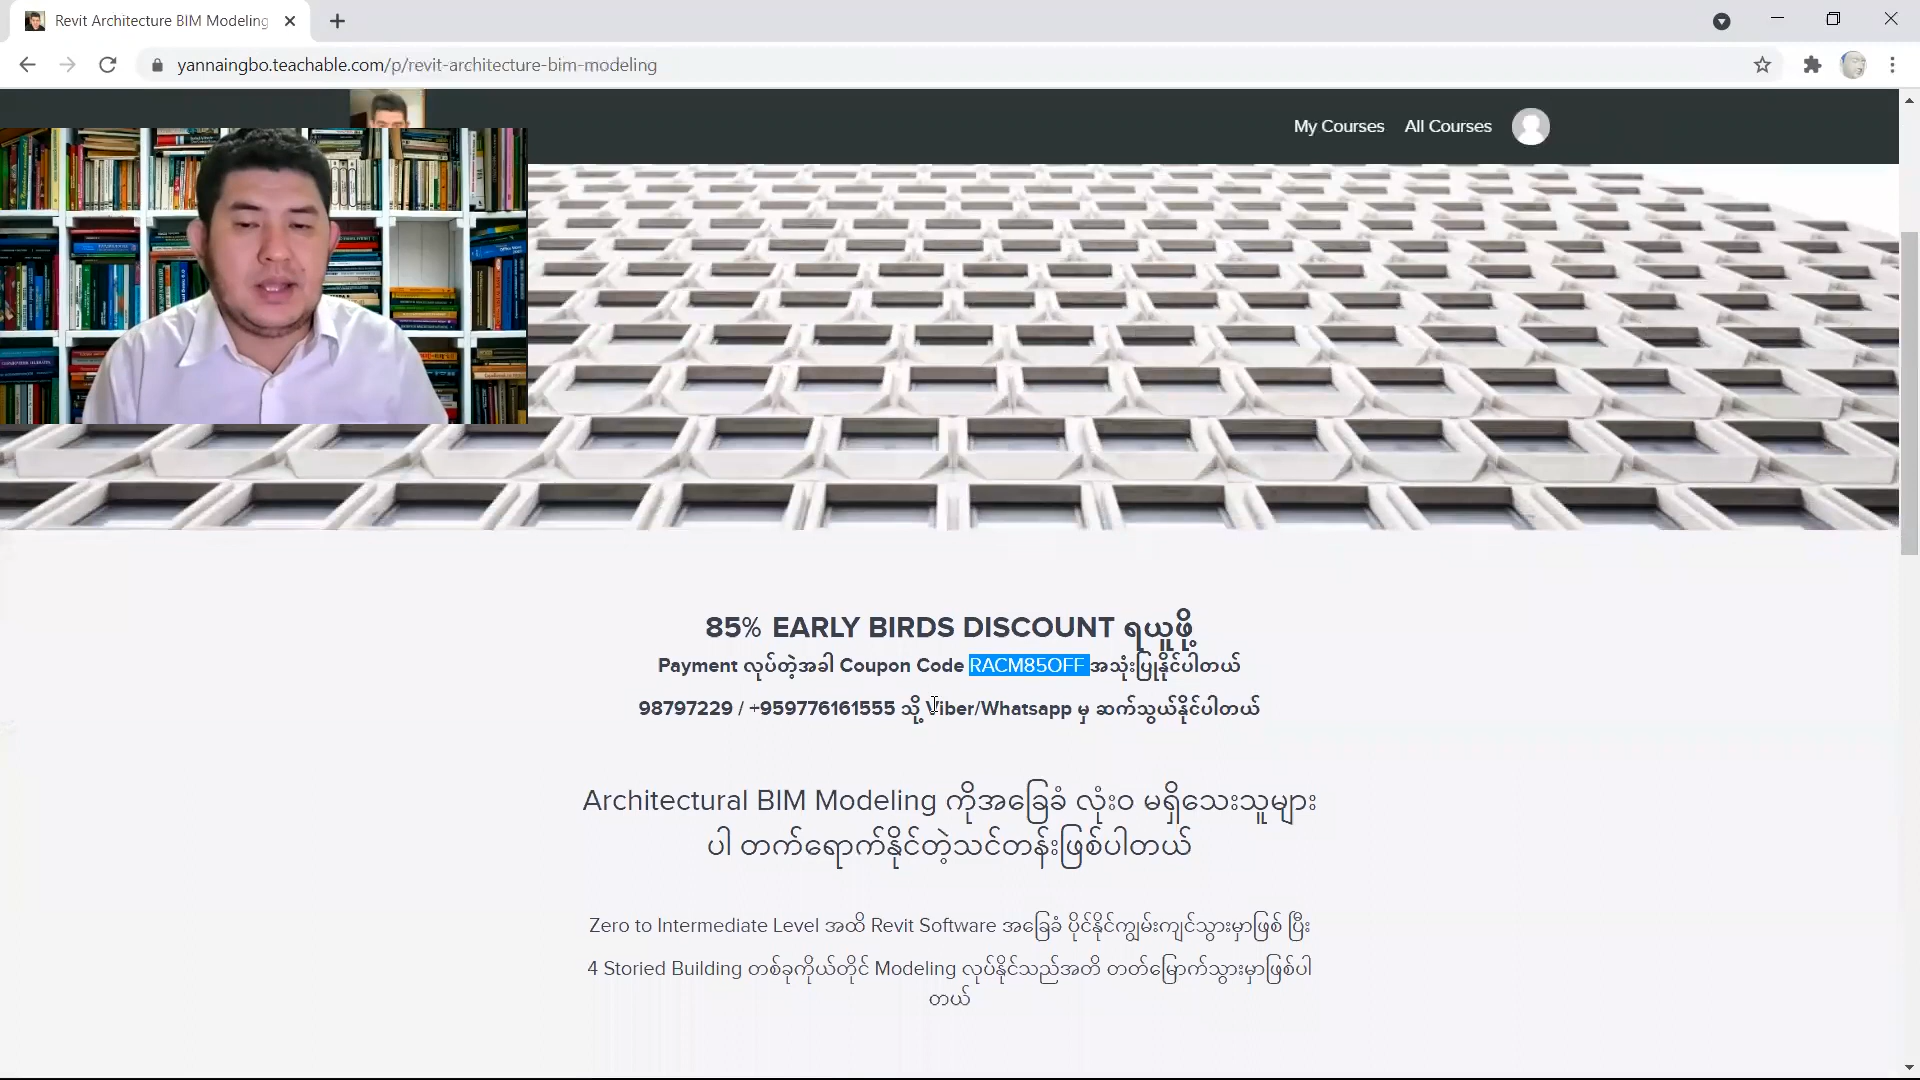 Revit Architecture BIM Modeling
yannaingbo.teachable.com/p/revit-architecture-bim-modeling
My Courses All Courses
85% EARLY BIRDS DISCOUNT ရယူဖို့
Payment လုပ်တဲ့အခါ Coupon Code RACM85OFF အသုံးပြုနိုင်ပါတယ်
98797229 / +959776161555 သို့ Viber/Whatsapp မှ ဆက်သွယ်နိုင်ပါတယ်
Architectural BIM Modeling ကိုအခြေခံ လုံးဝ မရှိသေးသူများ
ပါ တက်ရောက်နိုင်တဲ့သင်တန်းဖြစ်ပါတယ်
Zero to Intermediate Level အထိ Revit Software အခြေခံ ပိုင်နိုင်ကျွမ်းကျင်သွားမှာဖြစ် ပြီး
4 Storied Building တစ်ခုကိုယ်တိုင် Modeling လုပ်နိုင်သည်အတိ တတ်မြောက်သွားမှာဖြစ်ပါ
တယ်